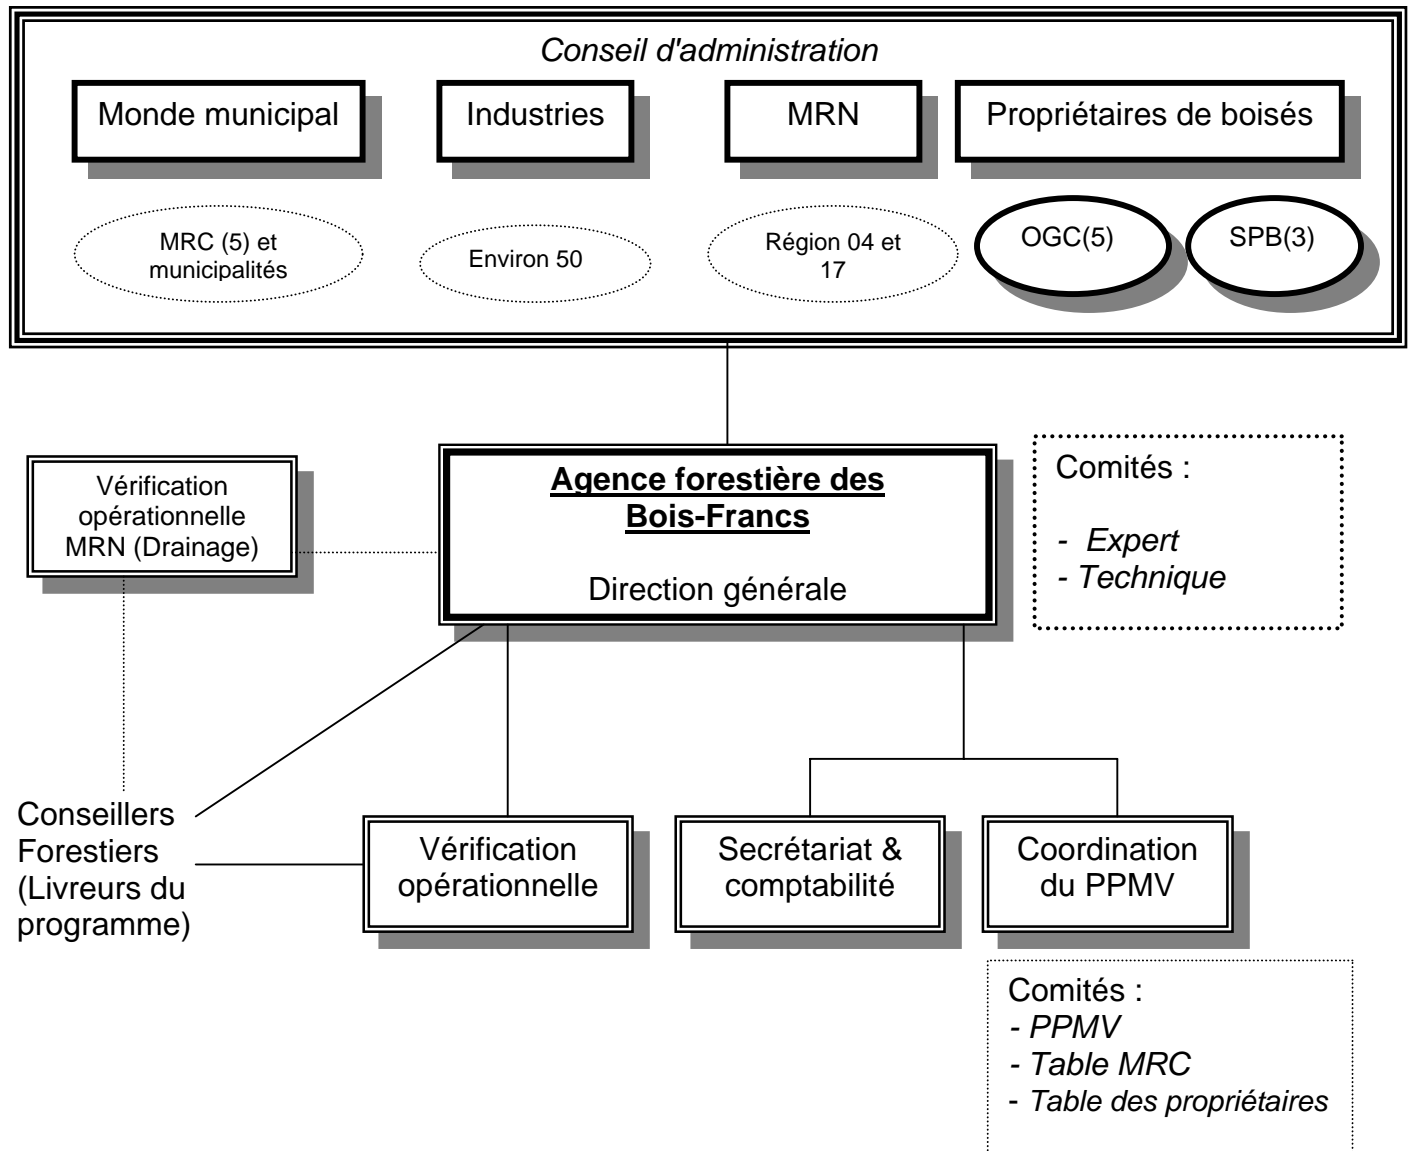 Conseil d'administration
Monde municipal
Industries
MRN
Propriétaires de boisés
MRC (5) et
municipalités
Environ 50
Région 04 et
17
OGC(5)
SPB(3)
Vérification
opérationnelle
MRN (Drainage)
Agence forestière des
Bois-Francs
Direction générale
Comités :
- Expert
- Technique
Conseillers
Forestiers
(Livreurs du
programme)
Vérification
opérationnelle
Secrétariat &
comptabilité
Coordination
du PPMV
Comités :
- PPMV
- Table MRC
- Table des propriétaires